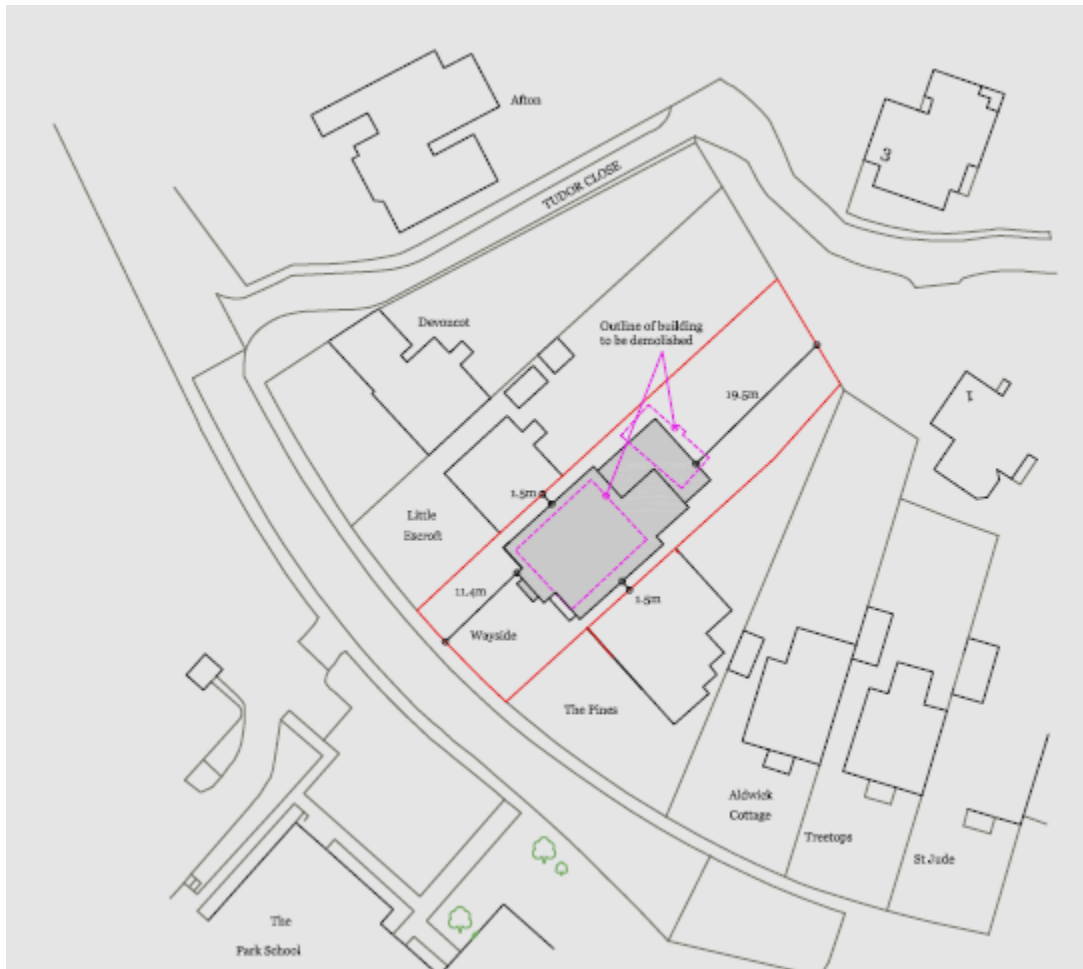 Afton
3
TUDOR CLOSE
Devoncot
Outline of building
to be demolished
19.5m
1
1.5m
Little
Escroft
11.4m
1.5m
Wayside
The Pines
Aldwick
Cottage
Treetops
St Jude
The
Park School